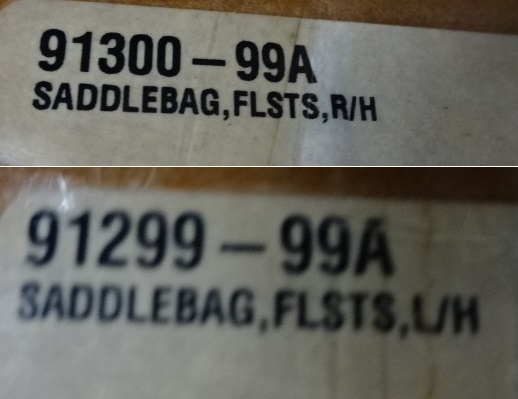 91300-99A
SADDLEBAG,FLSTS,R/H
91299-99A
SADDLEBAG,FLSTS,L/H